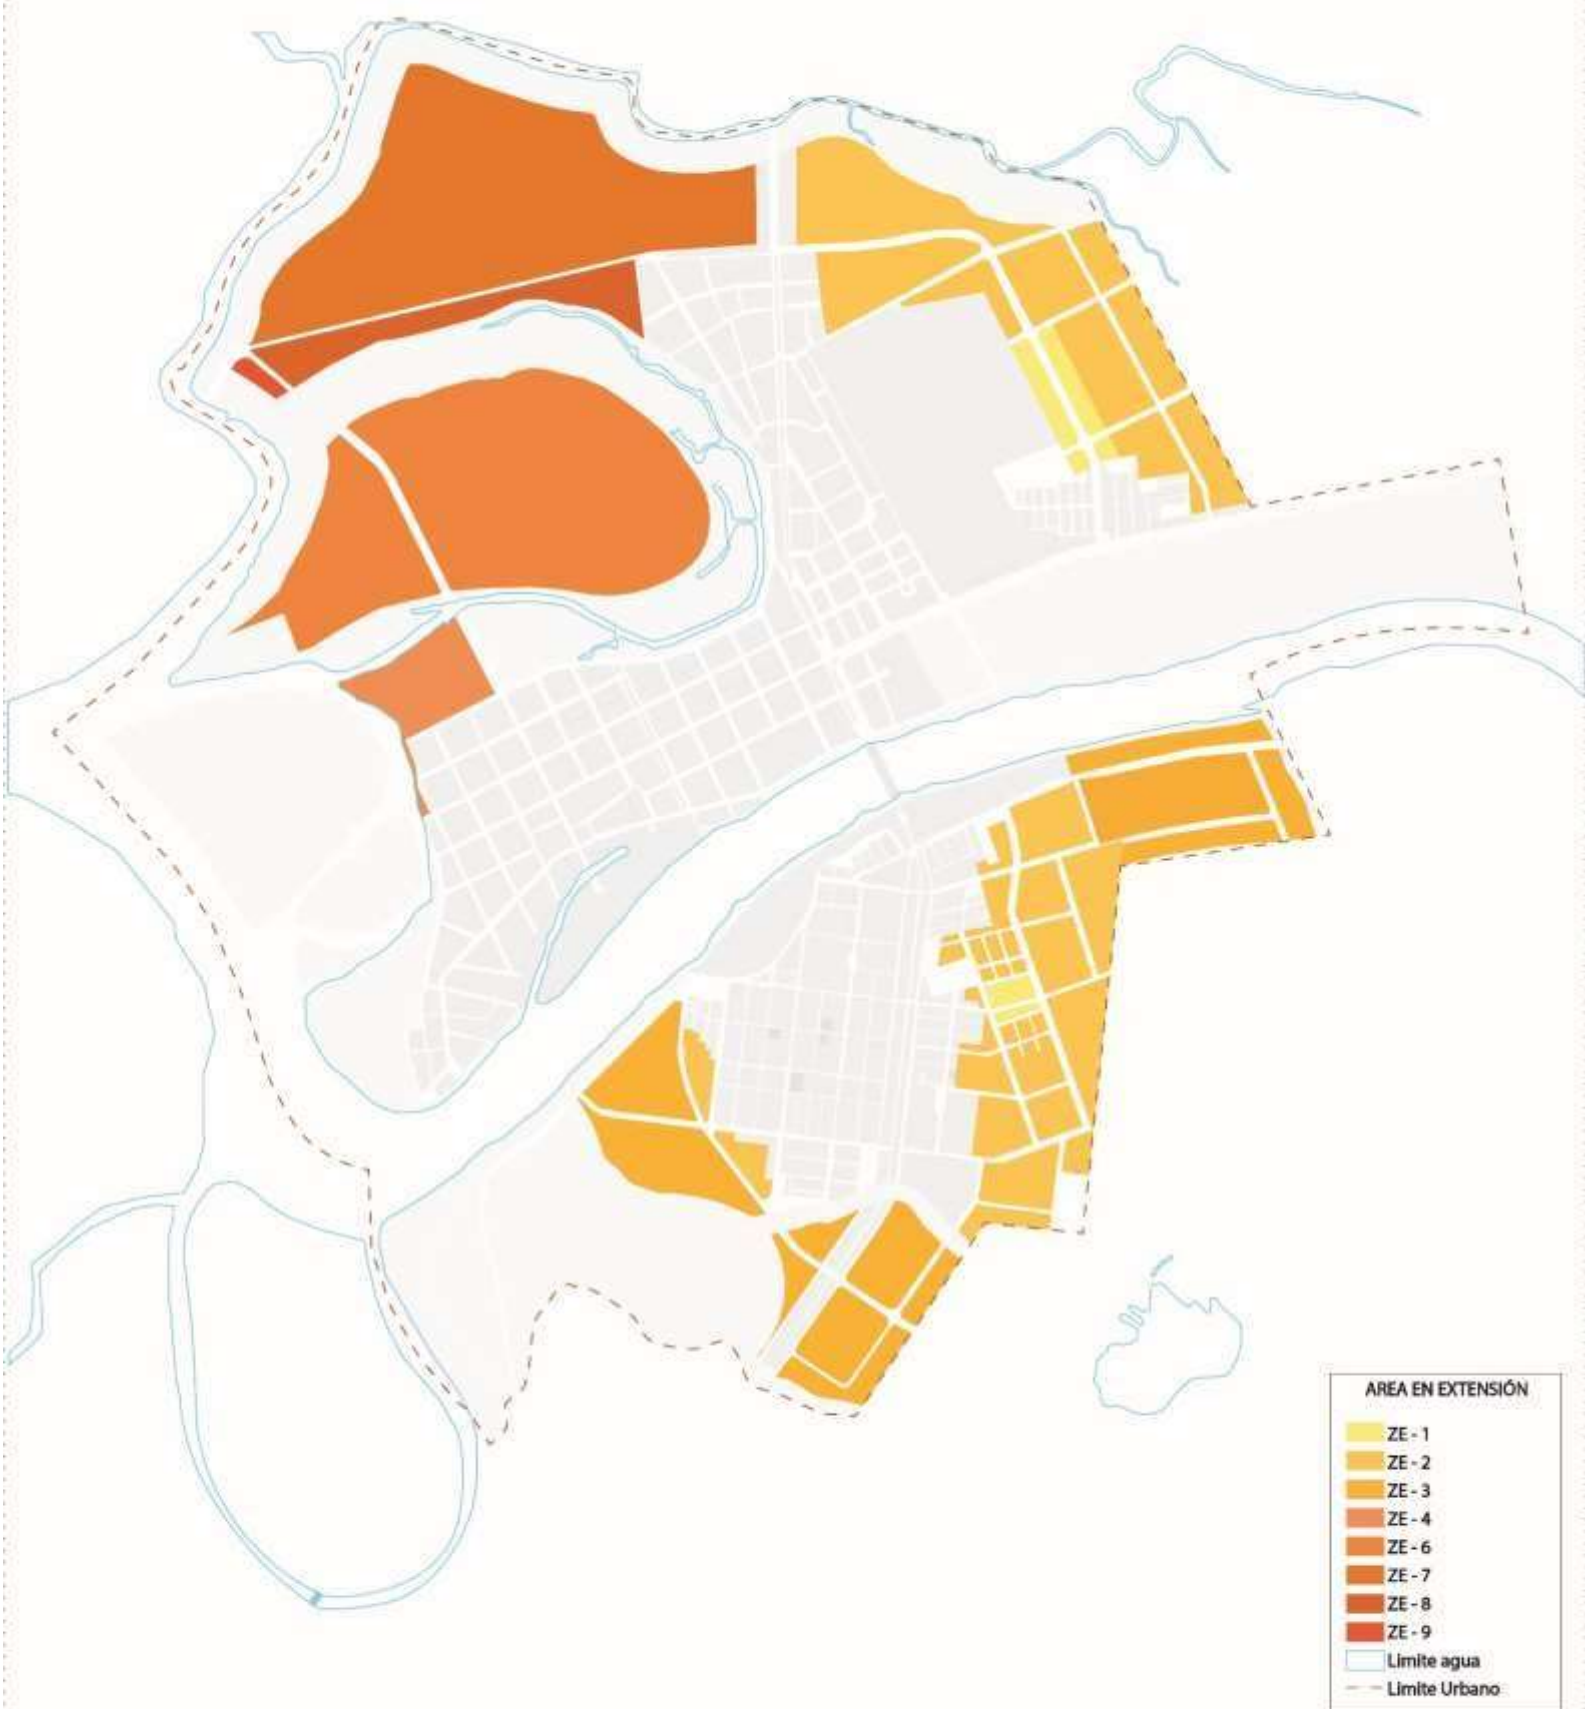 AREA EN EXTENSIÓN
ZE - 1
ZE - 2
ZE - 3
ZE - 4
ZE - 6
ZE - 7
ZE - 8
ZE - 9
Limite agua
Limite Urbano